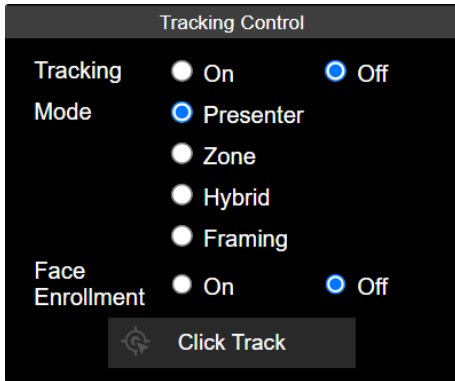 Tracking Control
Tracking On Off
Mode Presenter
Zone
Hybrid
Framing
Face
Enrollment On Off
Click Track